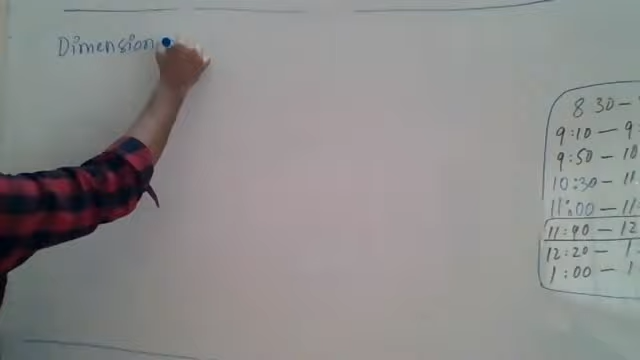 Dimension
8 30 –
9:10 – 9:
9:50 – 10
10:30 – 11.
11:00 – 11:
11:40 – 12
12:20 – 1.
1:00 – 1